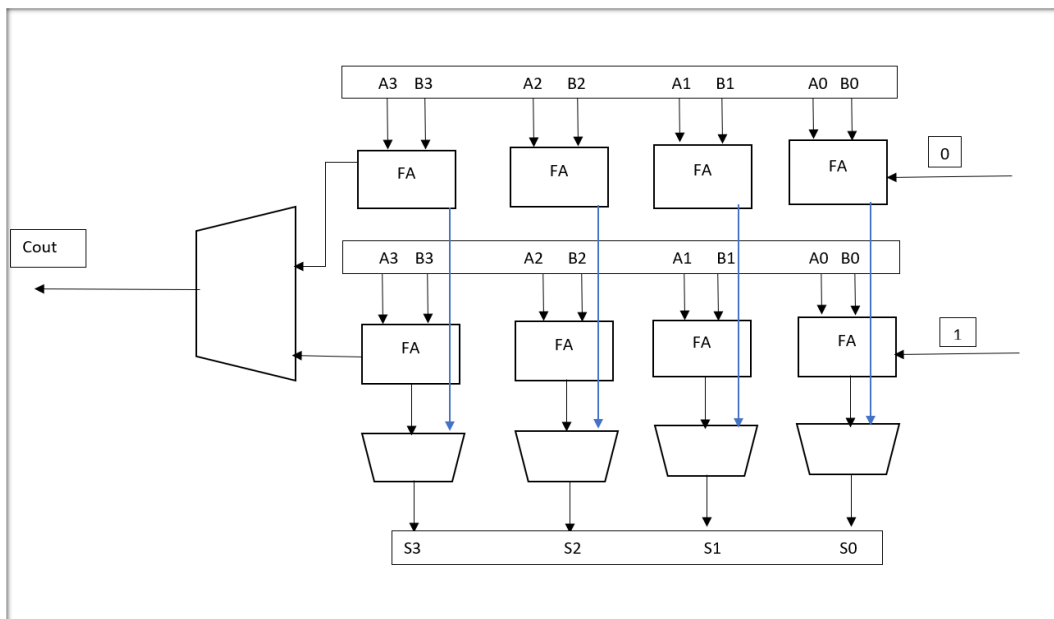 A3 B3 A2 B2 A1 B1 A0 B0
FA FA FA FA
0
Cout
A3 B3 A2 B2 A1 B1 A0 B0
FA FA FA FA
1
S3 S2 S1 S0